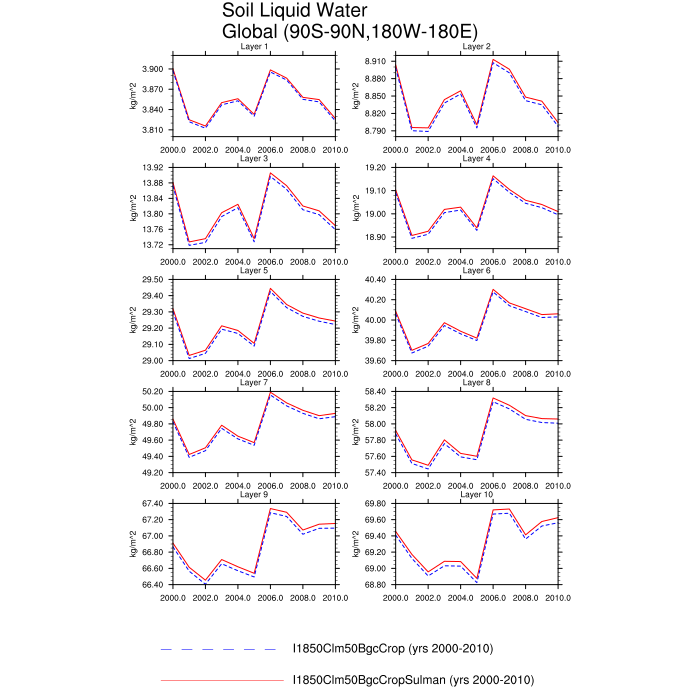 Soil Liquid Water
Global (90S-90N,180W-180E)
Layer 1
Layer 2
3.900
3.870
3.840
3.810
kg/m^2
2000.0 2002.0 2004.0 2006.0 2008.0 2010.0
8.910
8.880
8.850
8.820
8.790
kg/m^2
2000.0 2002.0 2004.0 2006.0 2008.0 2010.0
Layer 3
Layer 4
13.92
13.88
13.84
13.80
13.76
13.72
kg/m^2
2000.0 2002.0 2004.0 2006.0 2008.0 2010.0
19.20
19.10
19.00
18.90
kg/m^2
2000.0 2002.0 2004.0 2006.0 2008.0 2010.0
Layer 5
Layer 6
29.50
29.40
29.30
29.20
29.10
29.00
kg/m^2
2000.0 2002.0 2004.0 2006.0 2008.0 2010.0
40.40
40.20
40.00
39.80
39.60
kg/m^2
2000.0 2002.0 2004.0 2006.0 2008.0 2010.0
Layer 7
Layer 8
50.20
50.00
49.80
49.60
49.40
49.20
kg/m^2
2000.0 2002.0 2004.0 2006.0 2008.0 2010.0
58.40
58.20
58.00
57.80
57.60
57.40
kg/m^2
2000.0 2002.0 2004.0 2006.0 2008.0 2010.0
Layer 9
Layer 10
67.40
67.20
67.00
66.80
66.60
66.40
kg/m^2
2000.0 2002.0 2004.0 2006.0 2008.0 2010.0
69.80
69.60
69.40
69.20
69.00
68.80
kg/m^2
2000.0 2002.0 2004.0 2006.0 2008.0 2010.0
I1850Clm50BgcCrop (yrs 2000-2010)
I1850Clm50BgcCropSulman (yrs 2000-2010)